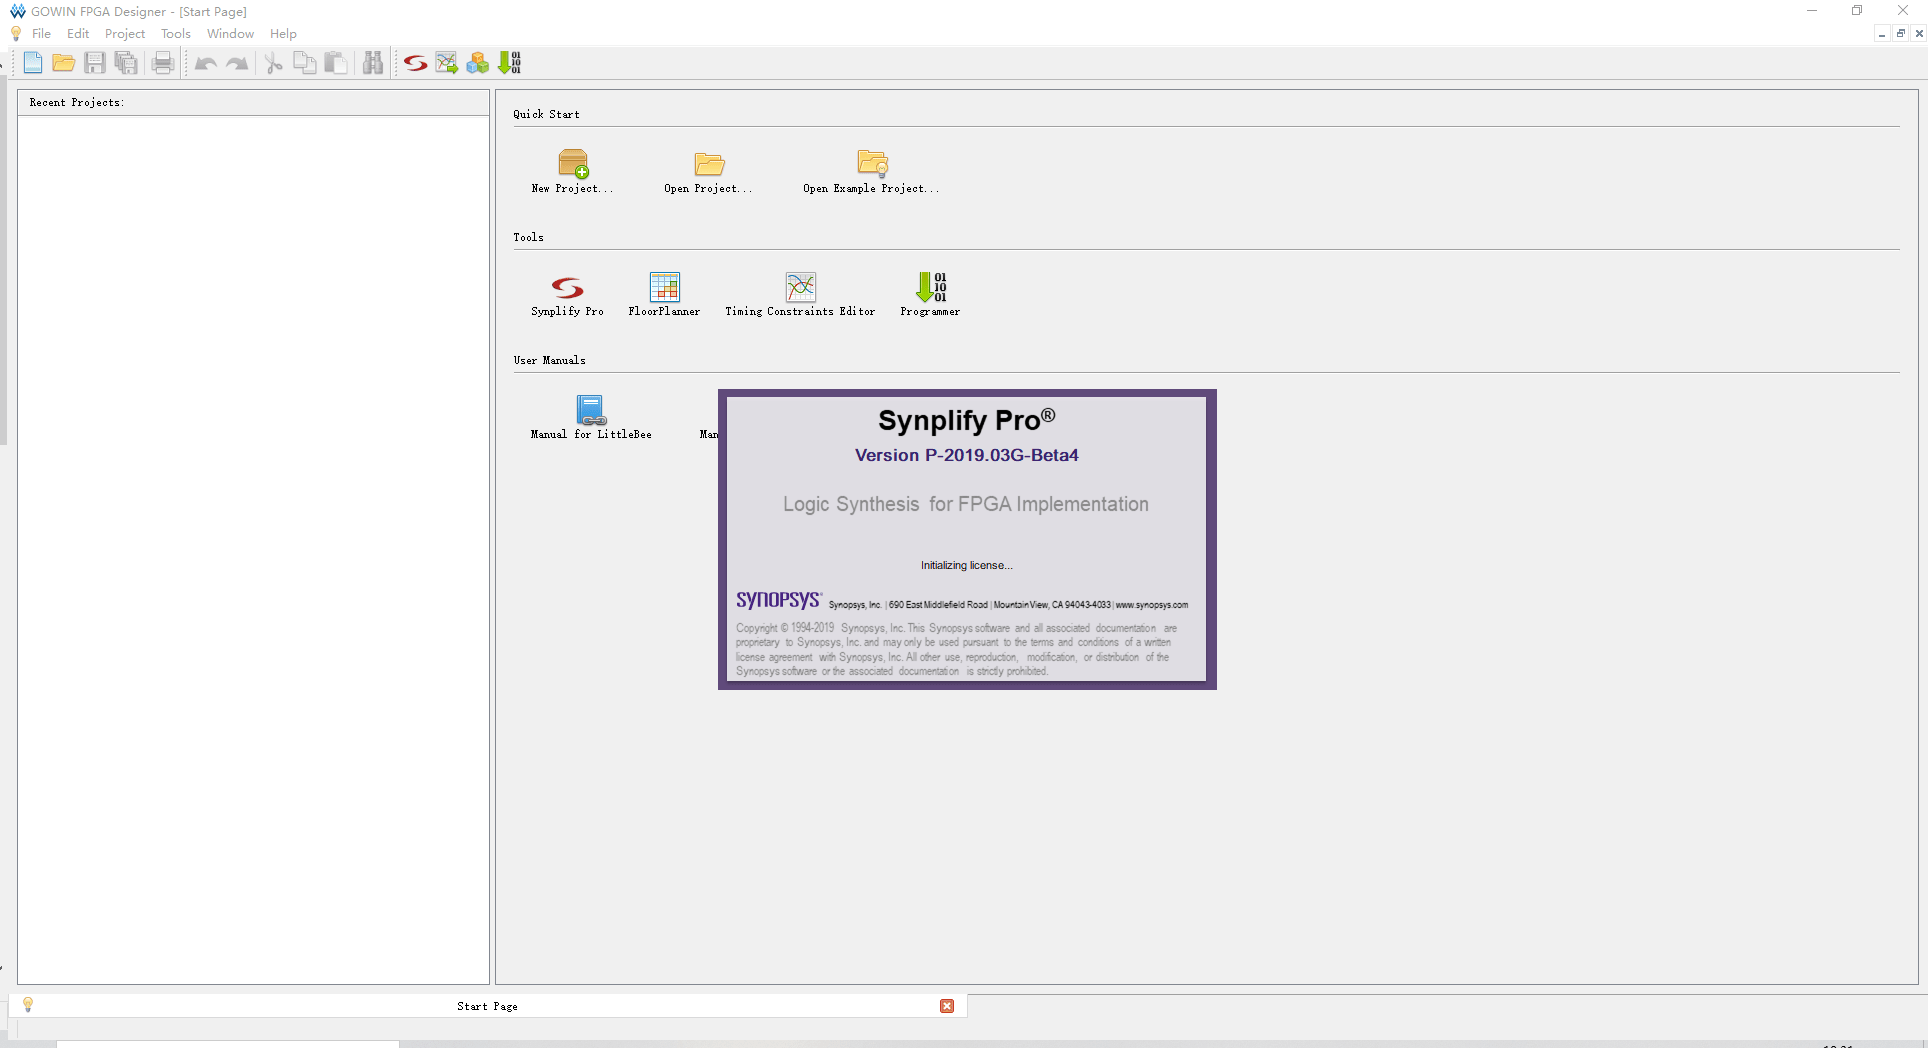 GOWIN FPGA Designer - [Start Page]
File Edit Project Tools Window Help
Recent Projects:
Quick Start
New Project... Open Project... Open Example Project...
Tools
Synplify Pro FloorPlanner Timing Constraints Editor Programmer
User Manuals
Manual for LittleBee Man
Synplify Pro®
Version P-2019.03G-Beta4
Logic Synthesis for FPGA Implementation
Initializing license...
SYNOPSYS® Synopsys, Inc. | 690 East Middlefield Road | Mountain View, CA 94043-4033 | www.synopsys.com
Copyright © 1994-2019 Synopsys, Inc. This Synopsys software and all associated documentation are
proprietary to Synopsys, Inc. and may only be used pursuant to the terms and conditions of a written
license agreement with Synopsys, Inc. All other use, reproduction, modification, or distribution of the
Synopsys software or the associated documentation is strictly prohibited.
Start Page